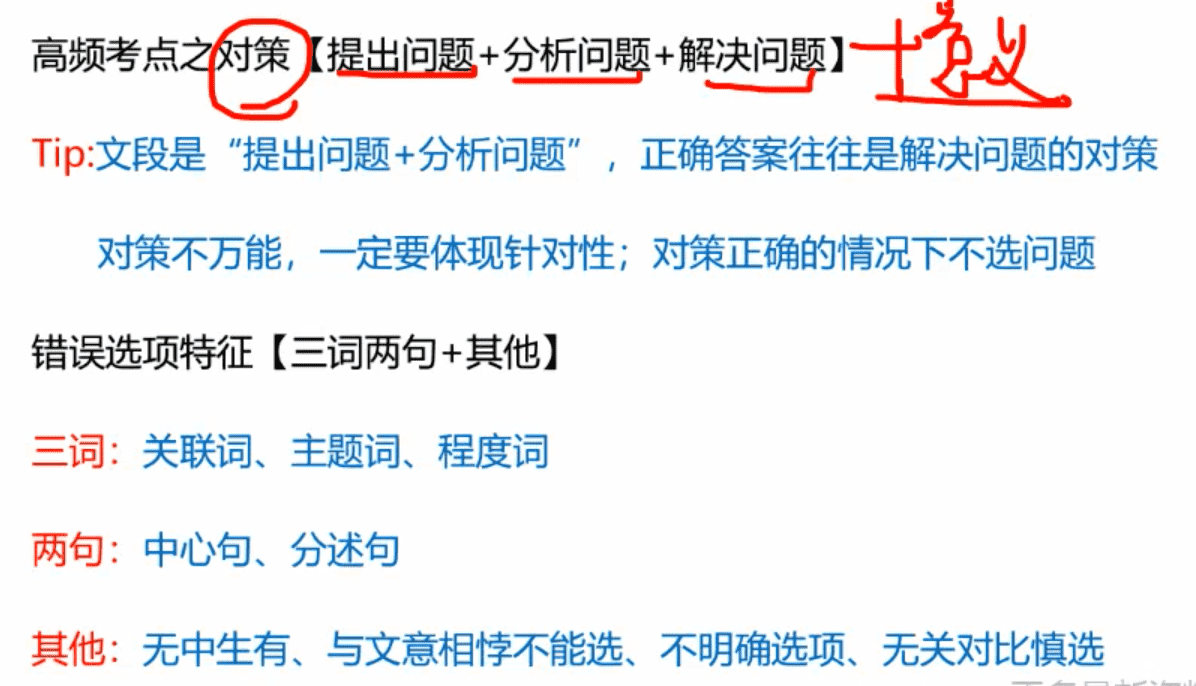 高频考点之对策【提出问题+分析问题+解决问题】+意义
Tip:文段是“提出问题+分析问题”，正确答案往往是解决问题的对策
对策不万能，一定要体现针对性；对策正确的情况下不选问题
错误选项特征【三词两句+其他】
三词：关联词、主题词、程度词
两句：中心句、分述句
其他：无中生有、与文意相悖不能选、不明确选项、无关对比慎选